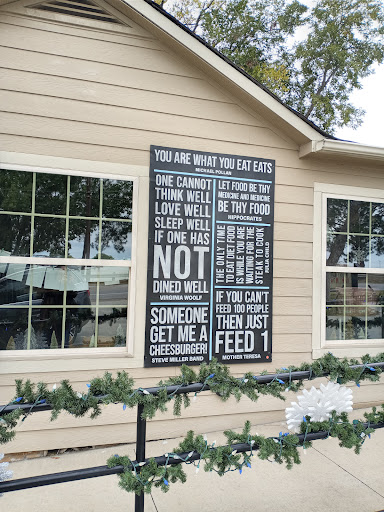 YOU ARE WHAT YOU EAT EATS
MICHAEL POLLAN
ONE CANNOT
THINK WELL
LOVE WELL
SLEEP WELL
IF ONE HAS
NOT
DINED WELL
VIRGINIA WOOLF
SOMEONE
GET ME A
CHEESBURGER!
STEVE MILLER BAND
LET FOOD BE THY
MEDICINE AND MEDICINE
BE THY FOOD
HIPPOCRATES
THE ONLY TIME
TO EAT DIET FOOD
IS WHILE YOU'RE
WAITING FOR THE
STEAK TO COOK
JULIA CHILD
IF YOU CAN'T
FEED 100 PEOPLE
THEN JUST
FEED 1
MOTHER TERESA